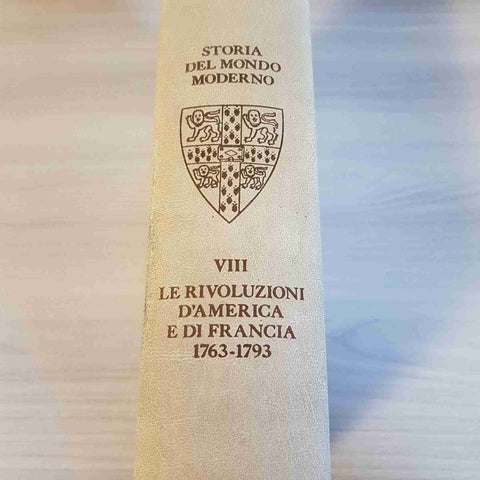 STORIA
DEL MONDO
MODERNO
VIII
LE RIVOLUZIONI
D'AMERICA
E DI FRANCIA
1763-1793